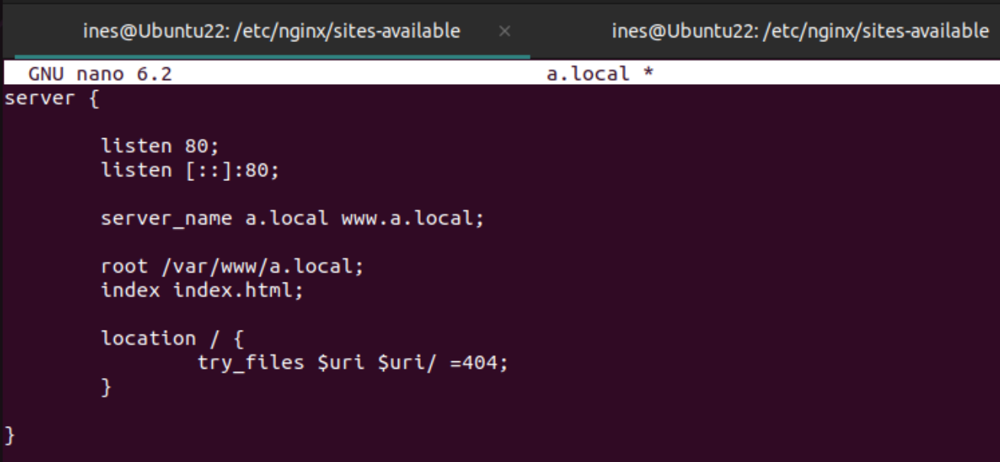 ines@Ubuntu22: /etc/nginx/sites-available × ines@Ubuntu22: /etc/nginx/sites-available
GNU nano 6.2 a.local *
server {
listen 80;
listen [::]:80;
server_name a.local www.a.local;
root /var/www/a.local;
index index.html;
location / {
try_files $uri $uri/ =404;
}
}